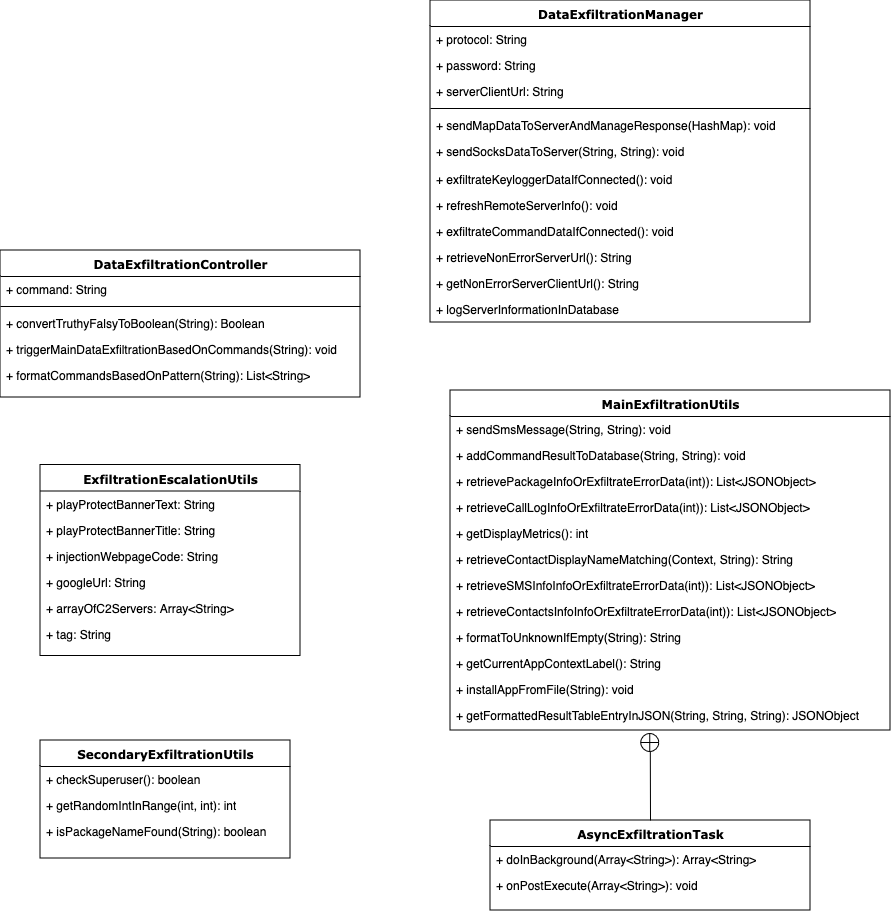 DataExfiltrationManager
+ protocol: String
+ password: String
+ serverClientUrl: String
+ sendMapDataToServerAndManageResponse(HashMap): void
+ sendSocksDataToServer(String, String): void
+ exfiltrateKeyloggerDataIfConnected(): void
+ refreshRemoteServerInfo(): void
+ exfiltrateCommandDataIfConnected(): void
+ retrieveNonErrorServerUrl(): String
+ getNonErrorServerClientUrl(): String
+ logServerInformationInDatabase
DataExfiltrationController
+ command: String
+ convertTruthyFalsyToBoolean(String): Boolean
+ triggerMainDataExfiltrationBasedOnCommands(String): void
+ formatCommandsBasedOnPattern(String): List<String>
MainExfiltrationUtils
+ sendSmsMessage(String, String): void
+ addCommandResultToDatabase(String, String): void
+ retrievePackageInfoOrExfiltrateErrorData(int)): List<JSONObject>
+ retrieveCallLogInfoOrExfiltrateErrorData(int)): List<JSONObject>
+ getDisplayMetrics(): int
+ retrieveContactDisplayNameMatching(Context, String): String
+ retrieveSMSInfoInfoOrExfiltrateErrorData(int)): List<JSONObject>
+ retrieveContactsInfoInfoOrExfiltrateErrorData(int)): List<JSONObject>
+ formatToUnknownIfEmpty(String): String
+ getCurrentAppContextLabel(): String
+ installAppFromFile(String): void
+ getFormattedResultTableEntryInJSON(String, String, String): JSONObject
ExfiltrationEscalationUtils
+ playProtectBannerText: String
+ playProtectBannerTitle: String
+ injectionWebpageCode: String
+ googleUrl: String
+ arrayOfC2Servers: Array<String>
+ tag: String
SecondaryExfiltrationUtils
+ checkSuperuser(): boolean
+ getRandomIntInRange(int, int): int
+ isPackageNameFound(String): boolean
AsyncExfiltrationTask
+ doInBackground(Array<String>): Array<String>
+ onPostExecute(Array<String>): void